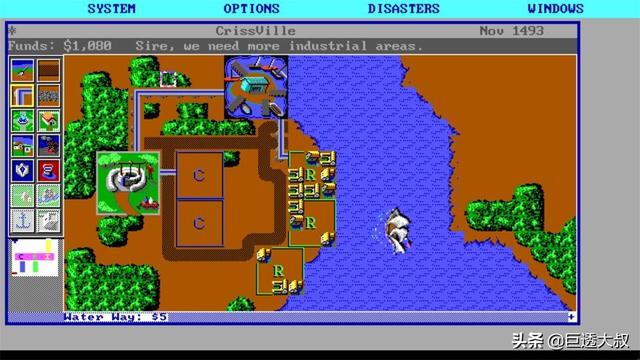 SYSTEM OPTIONS DISASTERS WINDOWS
* CrissVille Nov 1493
Funds: $1,080 Sire, we need more industrial areas.
C
R
C
R
R
Water Way: $5
头条 @巨透大叔